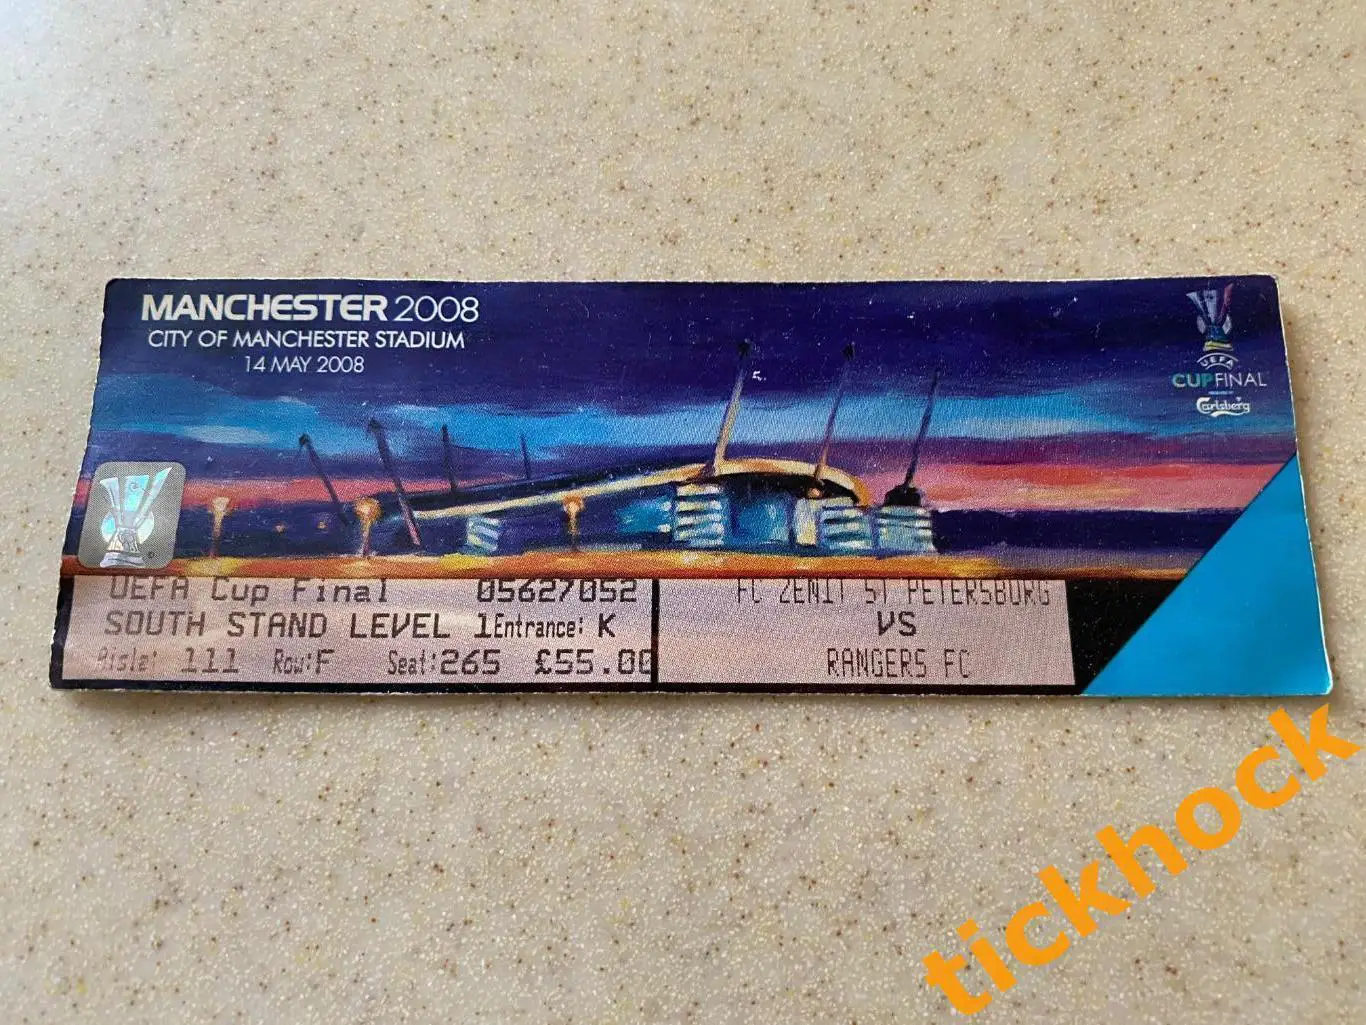 MANCHESTER 2008
CITY OF MANCHESTER STADIUM
14 MAY 2008
UEFA
CUP FINAL
Carlsberg
UEFA Cup Final 05627052
SOUTH STAND LEVEL 1 Entrance: K
Aisle: 111 Row: F Seat: 265 £55.00
FC ZENIT ST PETERSBURG
VS
RANGERS FC
tickhock